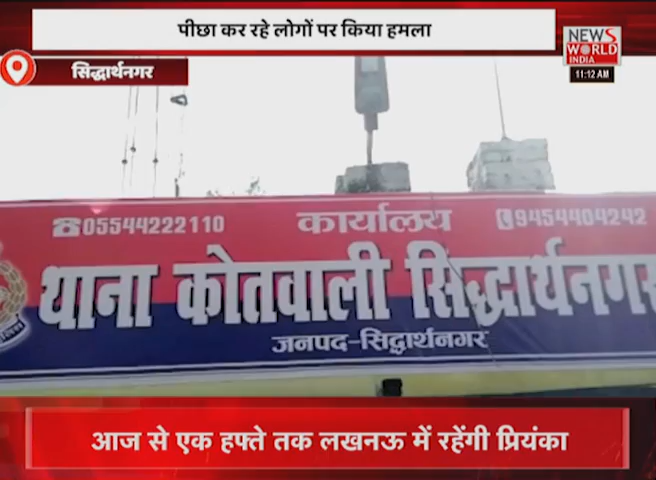 पीछा कर रहे लोगों पर किया हमला
NEWS
WORLD
INDIA
11:12 AM
सिद्धार्थनगर
☎05544222110 कार्यालय 9454404242
थाना कोतवाली सिद्धार्थनगर
जनपद-सिद्धार्थनगर
आज से एक हफ्ते तक लखनऊ में रहेंगी प्रियंका